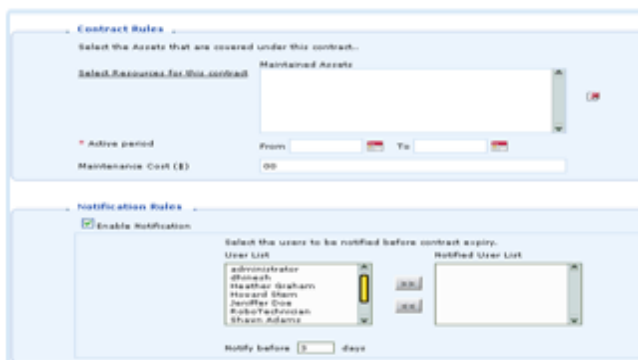 Contract Rules
Select the Assets that are covered under this contract..
Maintained Assets
Select Resources for this contract
* Active period From To
Maintenance Cost ($) 00
Notification Rules
Enable Notification
Select the users to be notified before contract expiry.
User List Notified User List
administrator
dhinesh
Heather Graham
Howard Stern
Jeniffer Doe
RoboTechnician
Shawn Adams
>>
<<
Notify before days